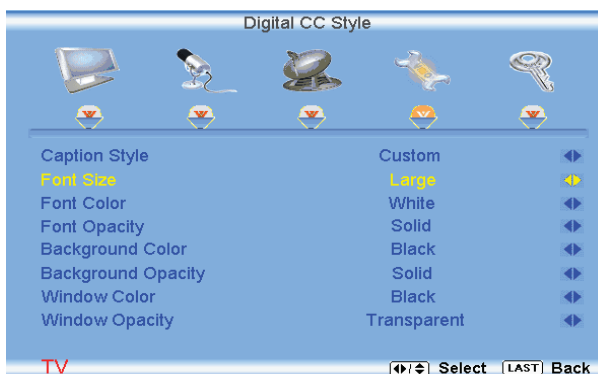 Digital CC Style
Caption Style Custom
Font Size Large
Font Color White
Font Opacity Solid
Background Color Black
Background Opacity Solid
Window Color Black
Window Opacity Transparent
TV Select LAST Back